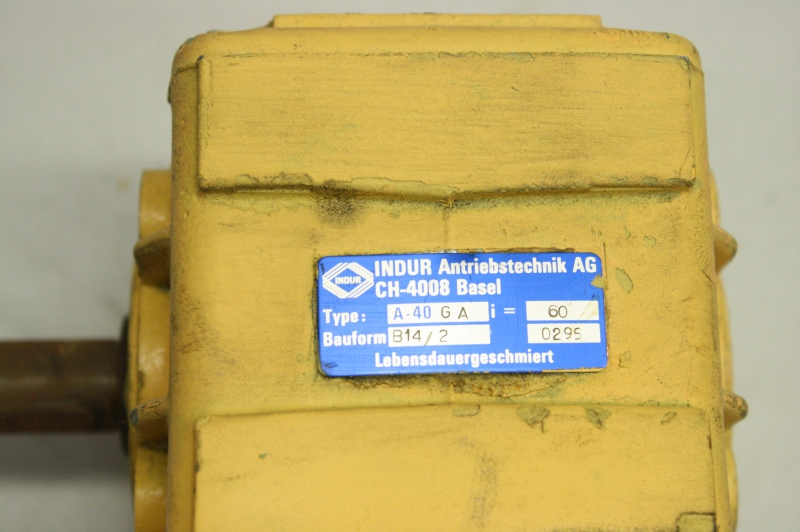 INDUR
INDUR Antriebstechnik AG
CH-4008 Basel
Type: A-40 G A i = 60
Bauform B14/2 0295
Lebensdauergeschmiert